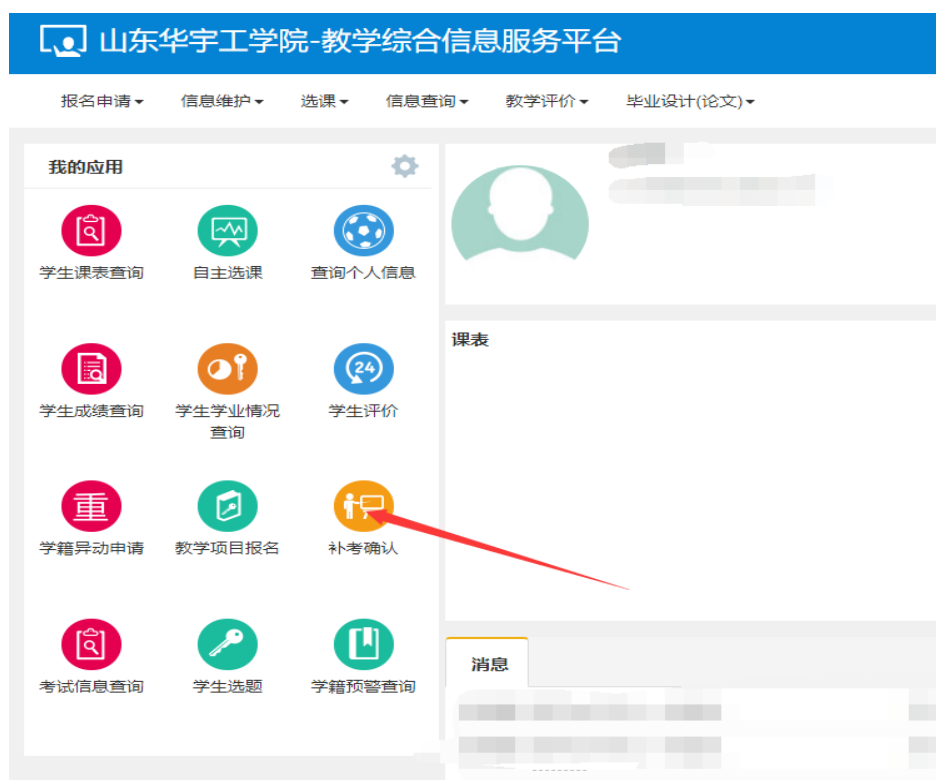 山东华宇工学院-教学综合信息服务平台
报名申请 信息维护 选课 信息查询 教学评价 毕业设计(论文)
我的应用
学生课表查询 自主选课 查询个人信息
课表
24
学生成绩查询 学生学业情况 学生评价
查询
重
学籍异动申请 教学项目报名 补考确认
消息
考试信息查询 学生选题 学籍预警查询